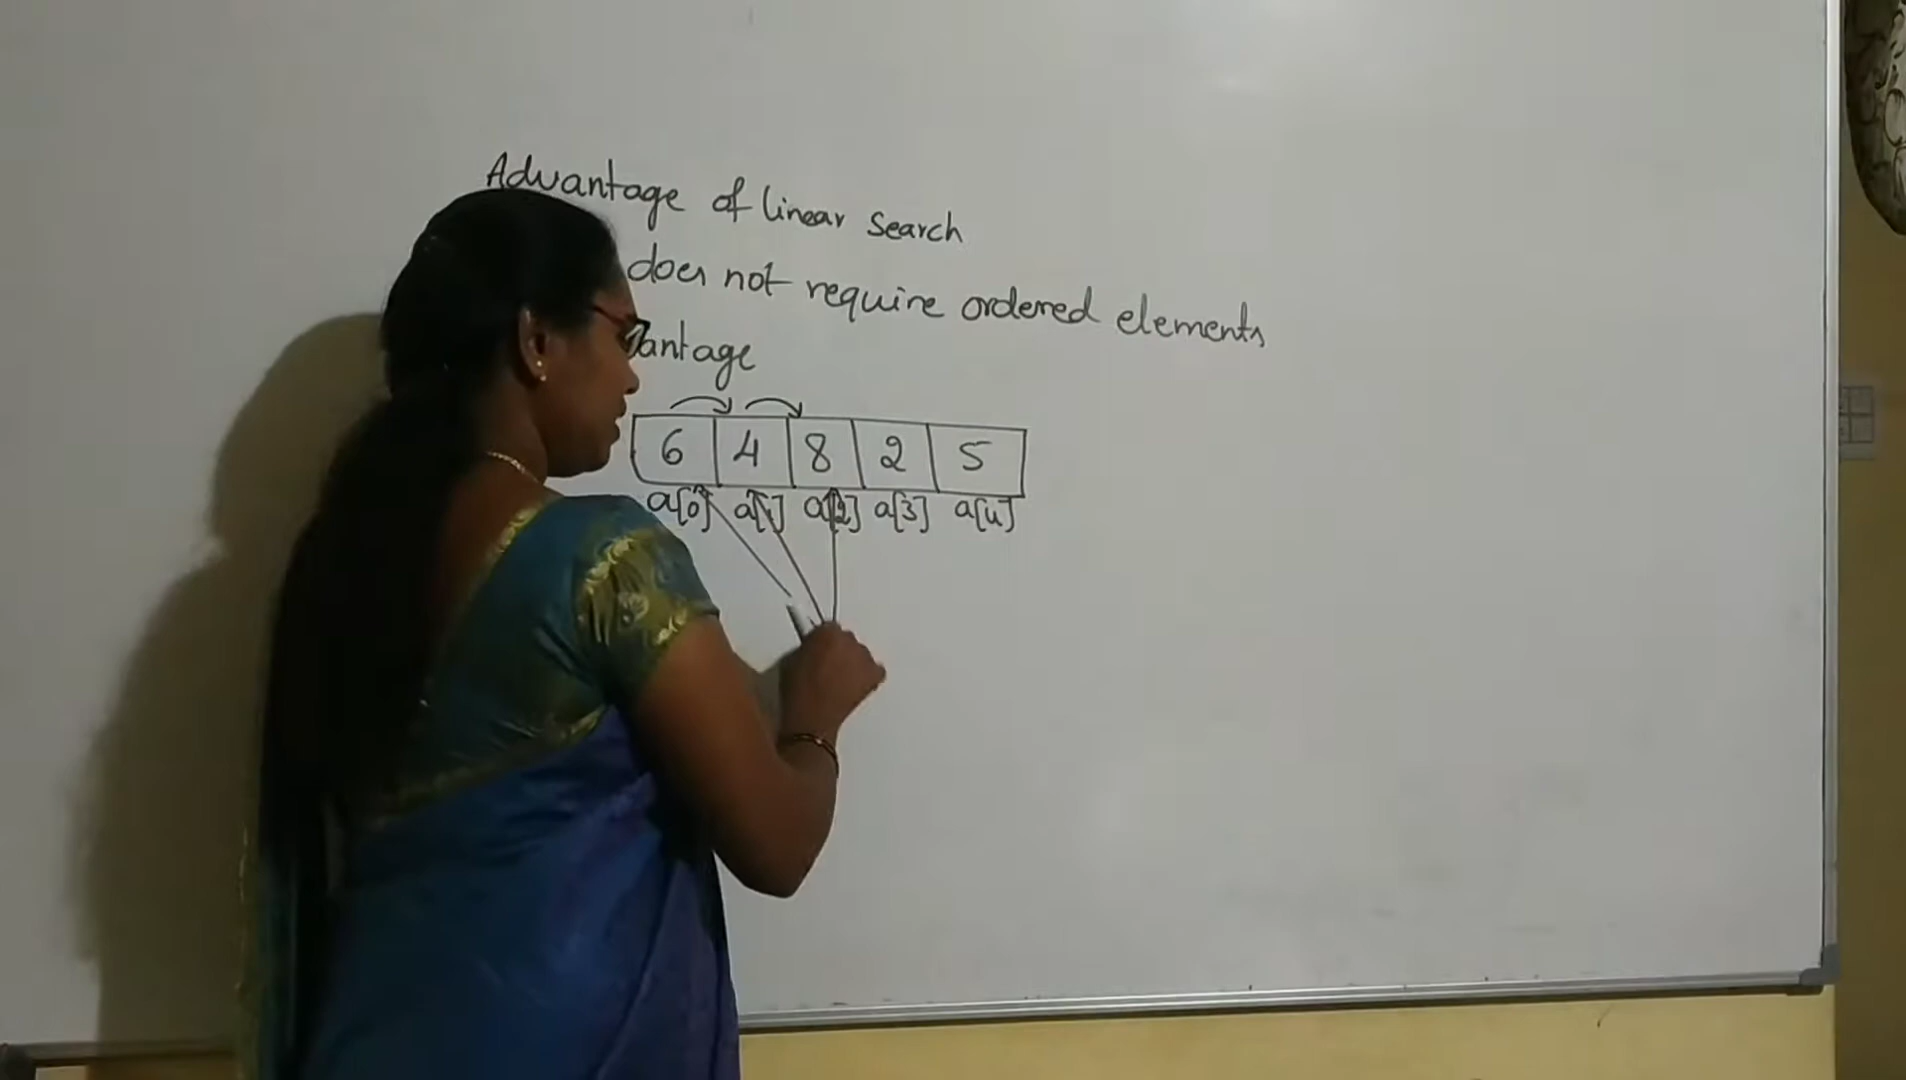 Advantage of linear search
does not require ordered elements
antage
6 4 8 2 5
a[0] a[1] a[2] a[3] a[4]